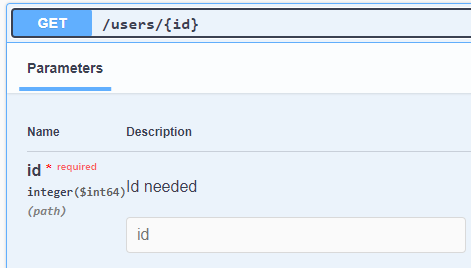 GET /users/{id}
Parameters
Name Description
id * required
integer($int64)
(path)
Id needed
id